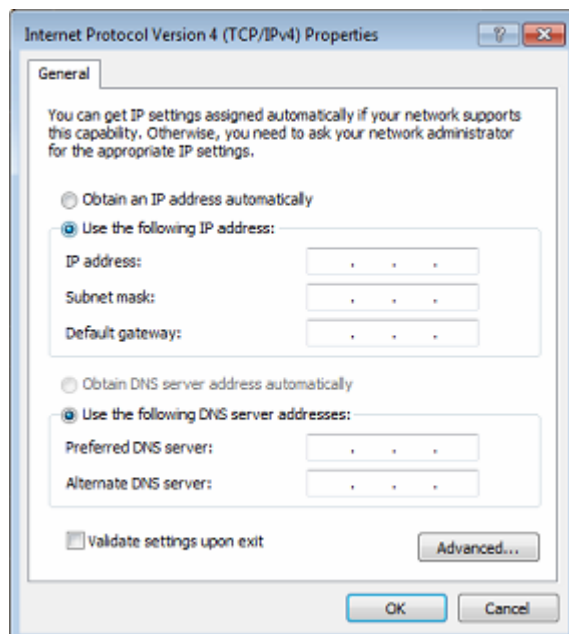 Internet Protocol Version 4 (TCP/IPv4) Properties
General
You can get IP settings assigned automatically if your network supports
this capability. Otherwise, you need to ask your network administrator
for the appropriate IP settings.
Obtain an IP address automatically
Use the following IP address:
IP address:
Subnet mask:
Default gateway:
Obtain DNS server address automatically
Use the following DNS server addresses:
Preferred DNS server:
Alternate DNS server:
Validate settings upon exit
Advanced...
OK
Cancel